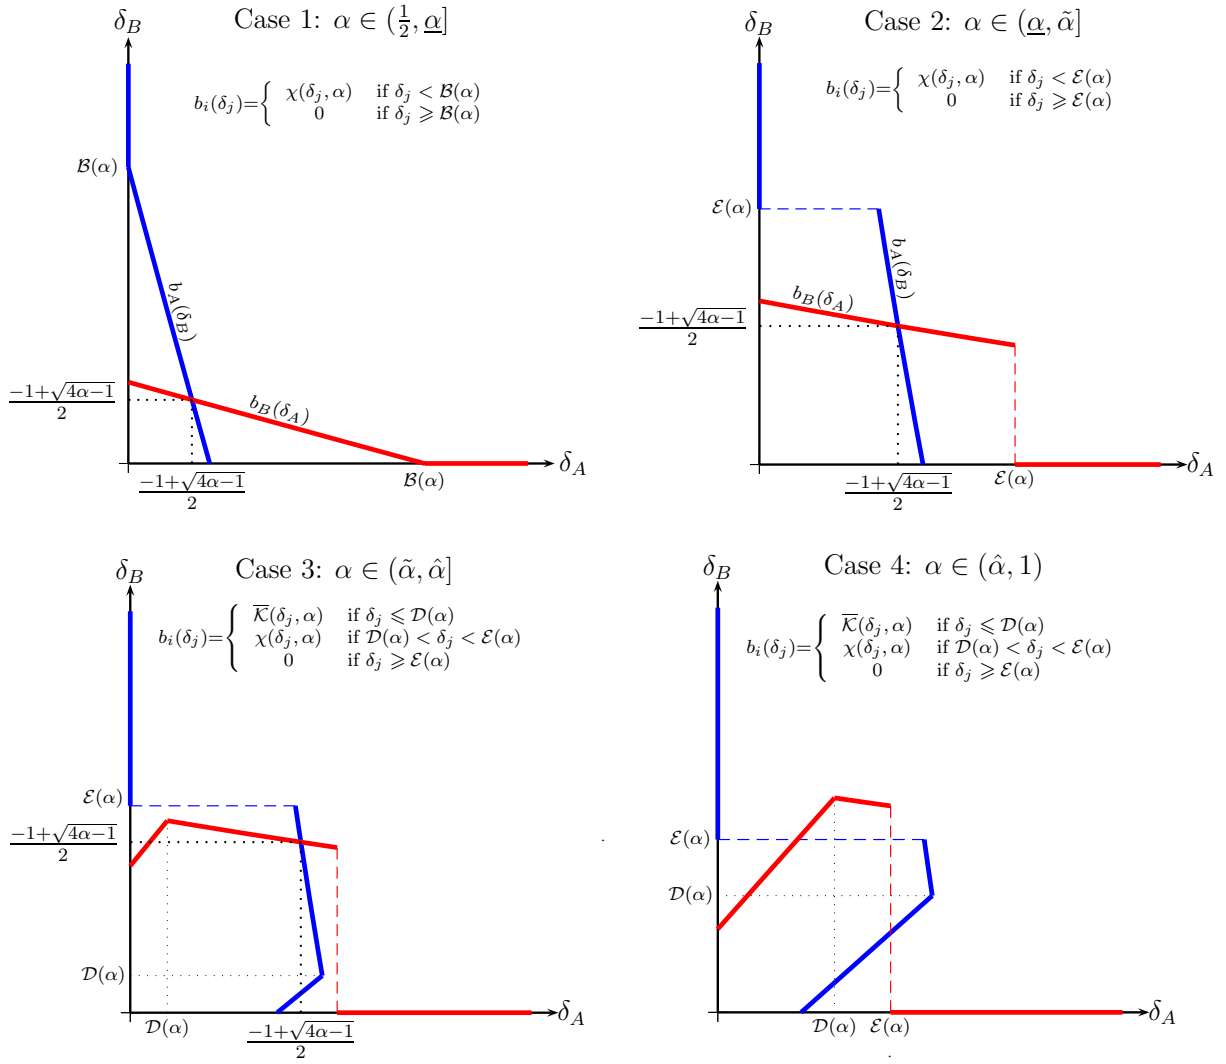 Case 1: α ∈ (1/2, α̲]
δ_B
b_i(δ_j)={ χ(δ_j, α) if δ_j < ℬ(α)
0 if δ_j ⩾ ℬ(α)
ℬ(α)
b_A(δ_B)
b_B(δ_A)
(-1+√(4α-1))/2
(-1+√(4α-1))/2
ℬ(α)
δ_A
Case 2: α ∈ (α̲, α̃]
δ_B
b_i(δ_j)={ χ(δ_j, α) if δ_j < ℰ(α)
0 if δ_j ⩾ ℰ(α)
ℰ(α)
b_A(δ_B)
b_B(δ_A)
(-1+√(4α-1))/2
(-1+√(4α-1))/2
ℰ(α)
δ_A
Case 3: α ∈ (α̃, α̂]
δ_B
b_i(δ_j)={ K̅(δ_j, α) if δ_j ⩽ 𝒟(α)
χ(δ_j, α) if 𝒟(α) < δ_j < ℰ(α)
0 if δ_j ⩾ ℰ(α)
ℰ(α)
(-1+√(4α-1))/2
𝒟(α)
𝒟(α)
(-1+√(4α-1))/2
δ_A
Case 4: α ∈ (α̂, 1)
δ_B
b_i(δ_j)={ K̅(δ_j, α) if δ_j ⩽ 𝒟(α)
χ(δ_j, α) if 𝒟(α) < δ_j < ℰ(α)
0 if δ_j ⩾ ℰ(α)
ℰ(α)
𝒟(α)
𝒟(α)
ℰ(α)
δ_A